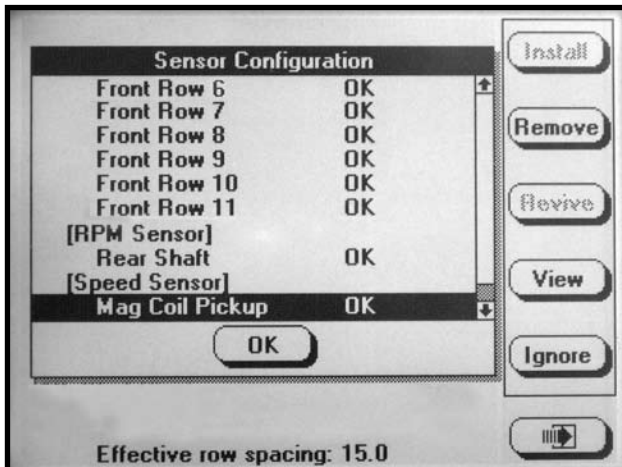 Sensor Configuration
Front Row 6 OK
Front Row 7 OK
Front Row 8 OK
Front Row 9 OK
Front Row 10 OK
Front Row 11 OK
[RPM Sensor]
Rear Shaft OK
[Speed Sensor]
Mag Coil Pickup OK
OK
Effective row spacing: 15.0
Install
Remove
Revive
View
Ignore